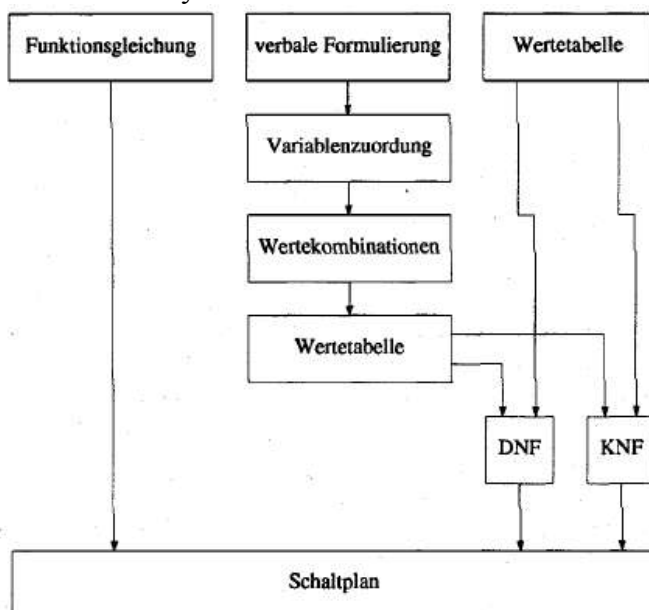 Funktionsgleichung verbale Formulierung Wertetabelle
Variablenzuordung
Wertekombinationen
Wertetabelle
DNF KNF
Schaltplan